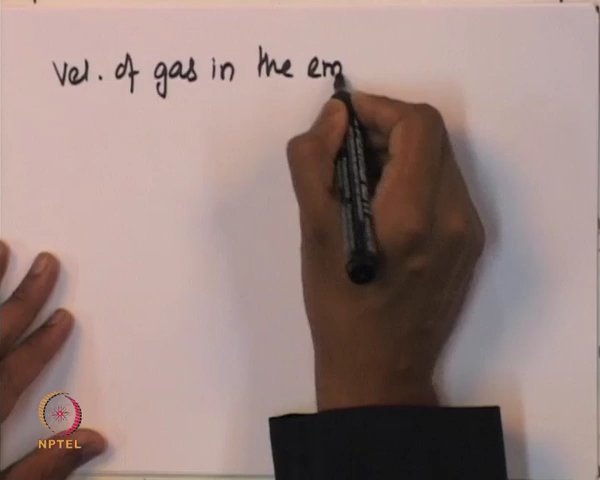 Vel. of gas in the em
NPTEL